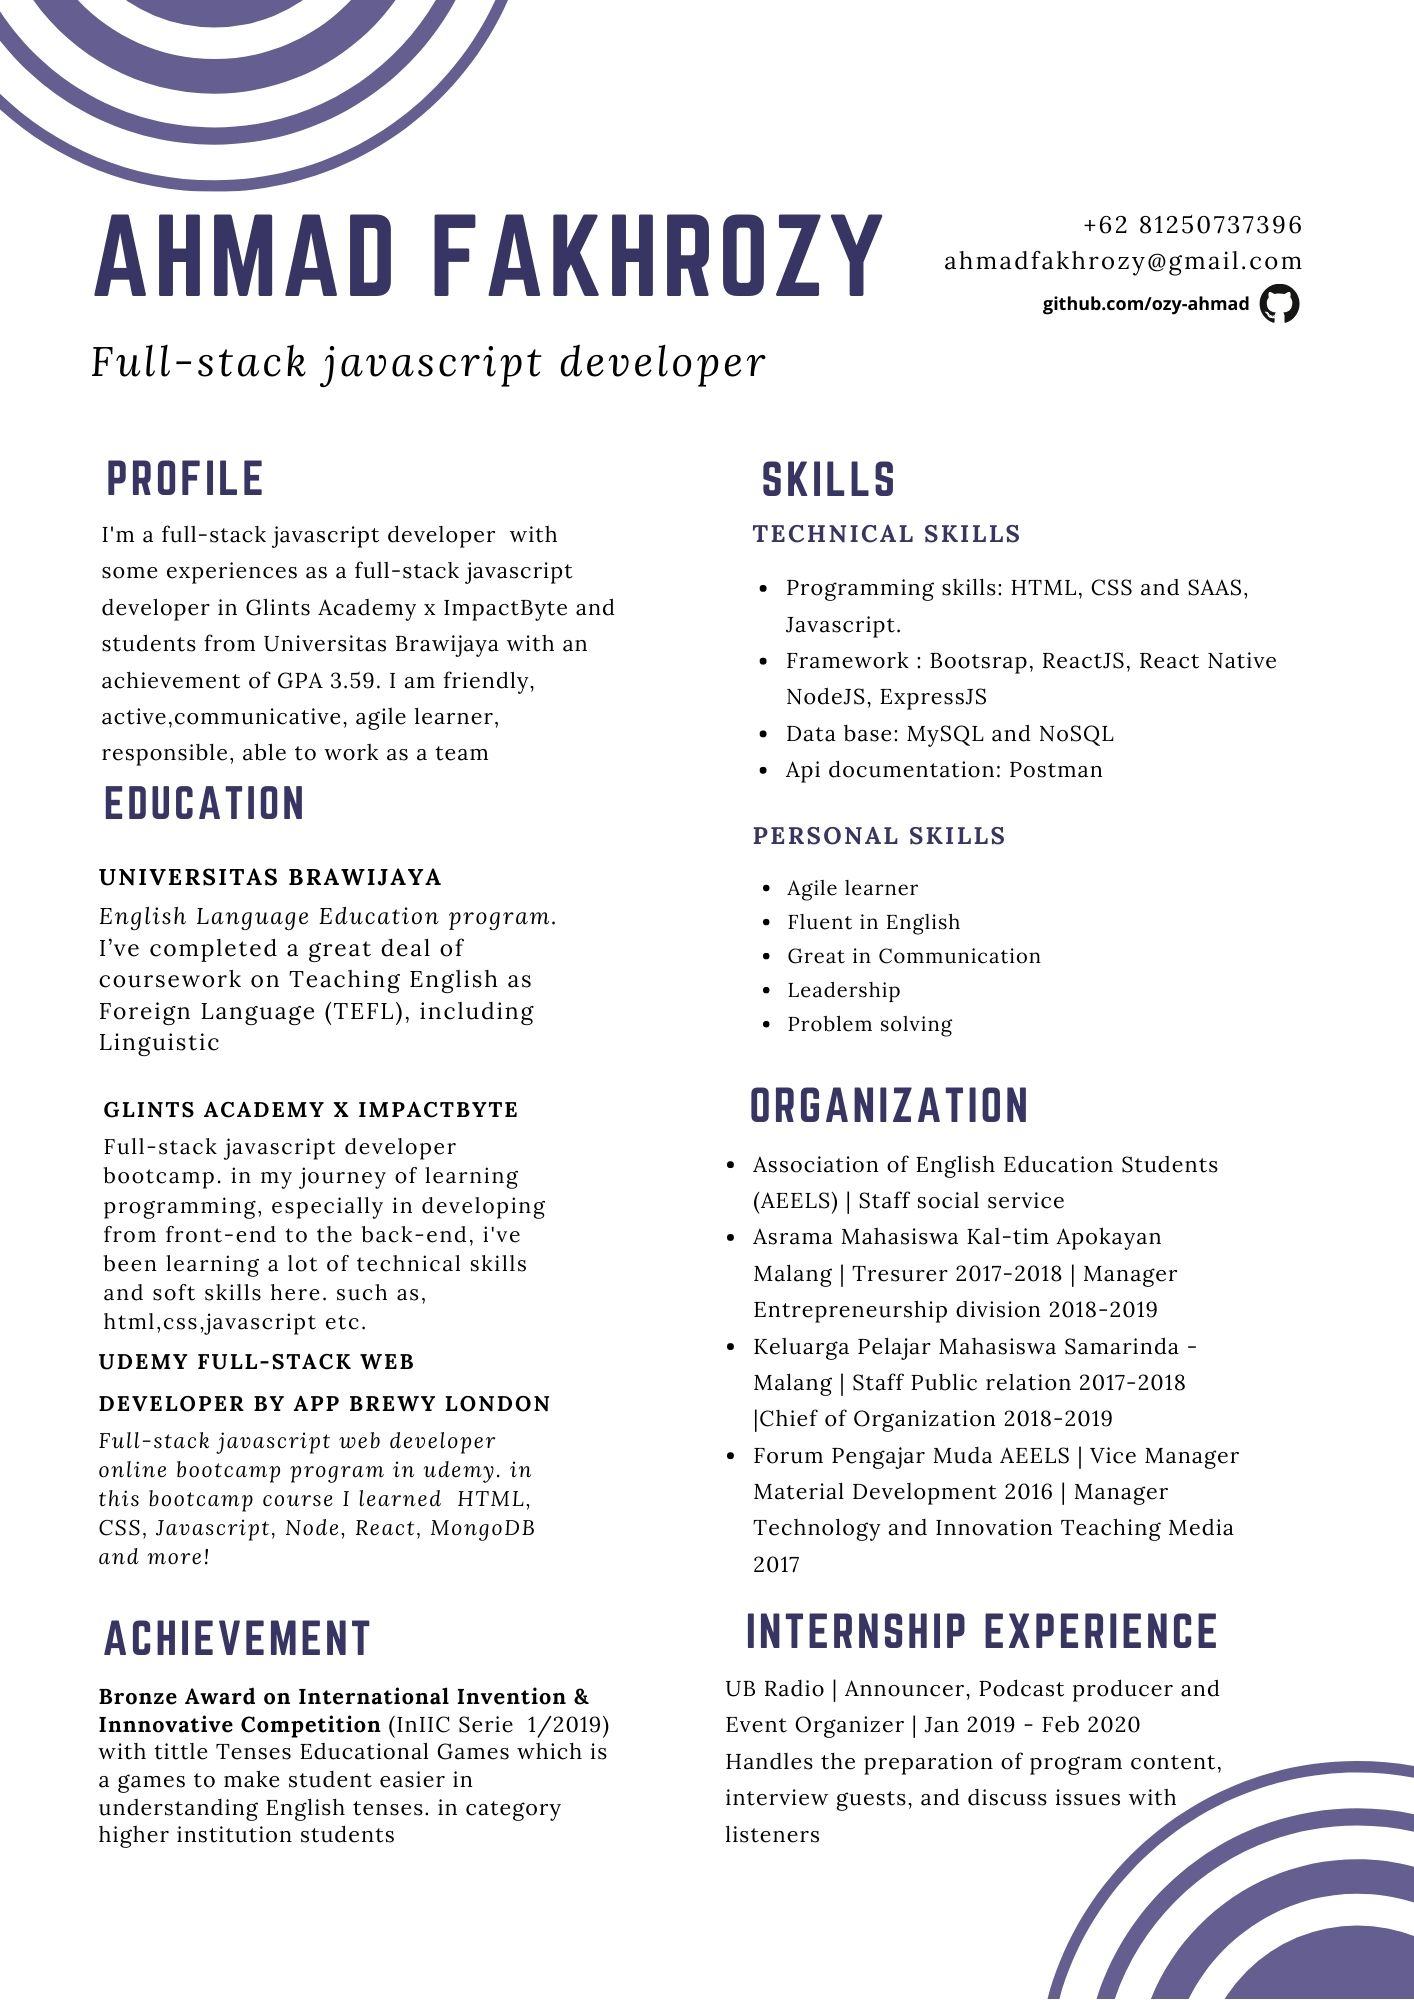 AHMAD FAKHROZY
Full-stack javascript developer
+62 81250737396
ahmadfakhrozy@gmail.com
github.com/ozy-ahmad
PROFILE
I'm a full-stack javascript developer with
some experiences as a full-stack javascript
developer in Glints Academy x ImpactByte and
students from Universitas Brawijaya with an
achievement of GPA 3.59. I am friendly,
active,communicative, agile learner,
responsible, able to work as a team
EDUCATION
UNIVERSITAS BRAWIJAYA
English Language Education program.
I’ve completed a great deal of
coursework on Teaching English as
Foreign Language (TEFL), including
Linguistic
GLINTS ACADEMY X IMPACTBYTE
Full-stack javascript developer
bootcamp. in my journey of learning
programming, especially in developing
from front-end to the back-end, i've
been learning a lot of technical skills
and soft skills here. such as,
html,css,javascript etc.
UDEMY FULL-STACK WEB
DEVELOPER BY APP BREWY LONDON
Full-stack javascript web developer
online bootcamp program in udemy. in
this bootcamp course I learned HTML,
CSS, Javascript, Node, React, MongoDB
and more!
ACHIEVEMENT
Bronze Award on International Invention &
Innnovative Competition (InIIC Serie 1/2019)
with tittle Tenses Educational Games which is
a games to make student easier in
understanding English tenses. in category
higher institution students
SKILLS
TECHNICAL SKILLS
• Programming skills: HTML, CSS and SAAS,
Javascript.
• Framework : Bootsrap, ReactJS, React Native
NodeJS, ExpressJS
• Data base: MySQL and NoSQL
• Api documentation: Postman
PERSONAL SKILLS
• Agile learner
• Fluent in English
• Great in Communication
• Leadership
• Problem solving
ORGANIZATION
• Association of English Education Students
(AEELS) | Staff social service
• Asrama Mahasiswa Kal-tim Apokayan
Malang | Tresurer 2017-2018 | Manager
Entrepreneurship division 2018-2019
• Keluarga Pelajar Mahasiswa Samarinda -
Malang | Staff Public relation 2017-2018
|Chief of Organization 2018-2019
• Forum Pengajar Muda AEELS | Vice Manager
Material Development 2016 | Manager
Technology and Innovation Teaching Media
2017
INTERNSHIP EXPERIENCE
UB Radio | Announcer, Podcast producer and
Event Organizer | Jan 2019 - Feb 2020
Handles the preparation of program content,
interview guests, and discuss issues with
listeners